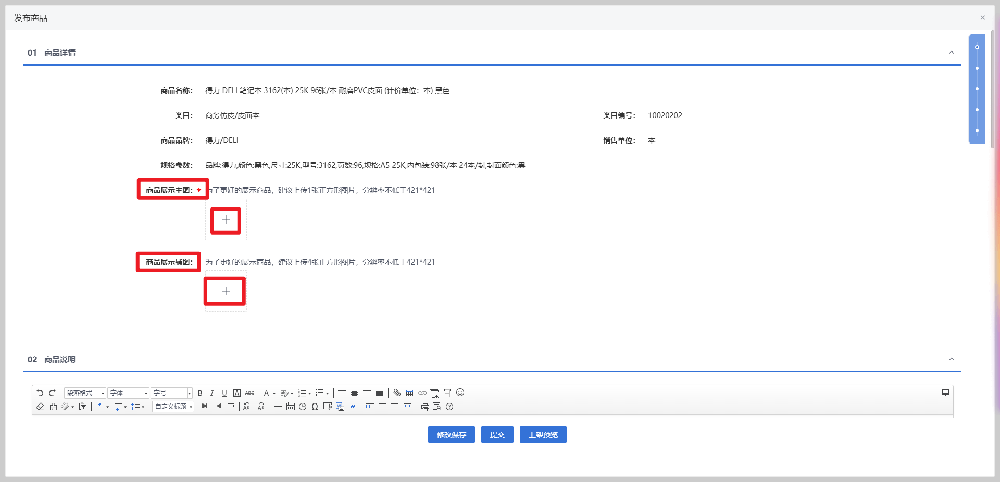 发布商品
×
01 商品详情
商品名称： 得力 DELI 笔记本 3162(本) 25K 96张/本 耐磨PVC皮面 (计价单位：本) 黑色
类目： 商务仿皮/皮面本 类目编号： 10020202
商品品牌： 得力/DELI 销售单位： 本
规格参数： 品牌:得力,颜色:黑色,尺寸:25K,型号:3162,页数:96,规格:A5 25K,内包装:98张/本 24本/封,封面颜色:黑
商品展示主图：* 为了更好的展示商品，建议上传1张正方形图片，分辨率不低于421*421
商品展示辅图： 为了更好的展示商品，建议上传4张正方形图片，分辨率不低于421*421
02 商品说明
段落格式 字体 字号 B I U A ABC A
自定义标题
修改保存 提交 上架预览